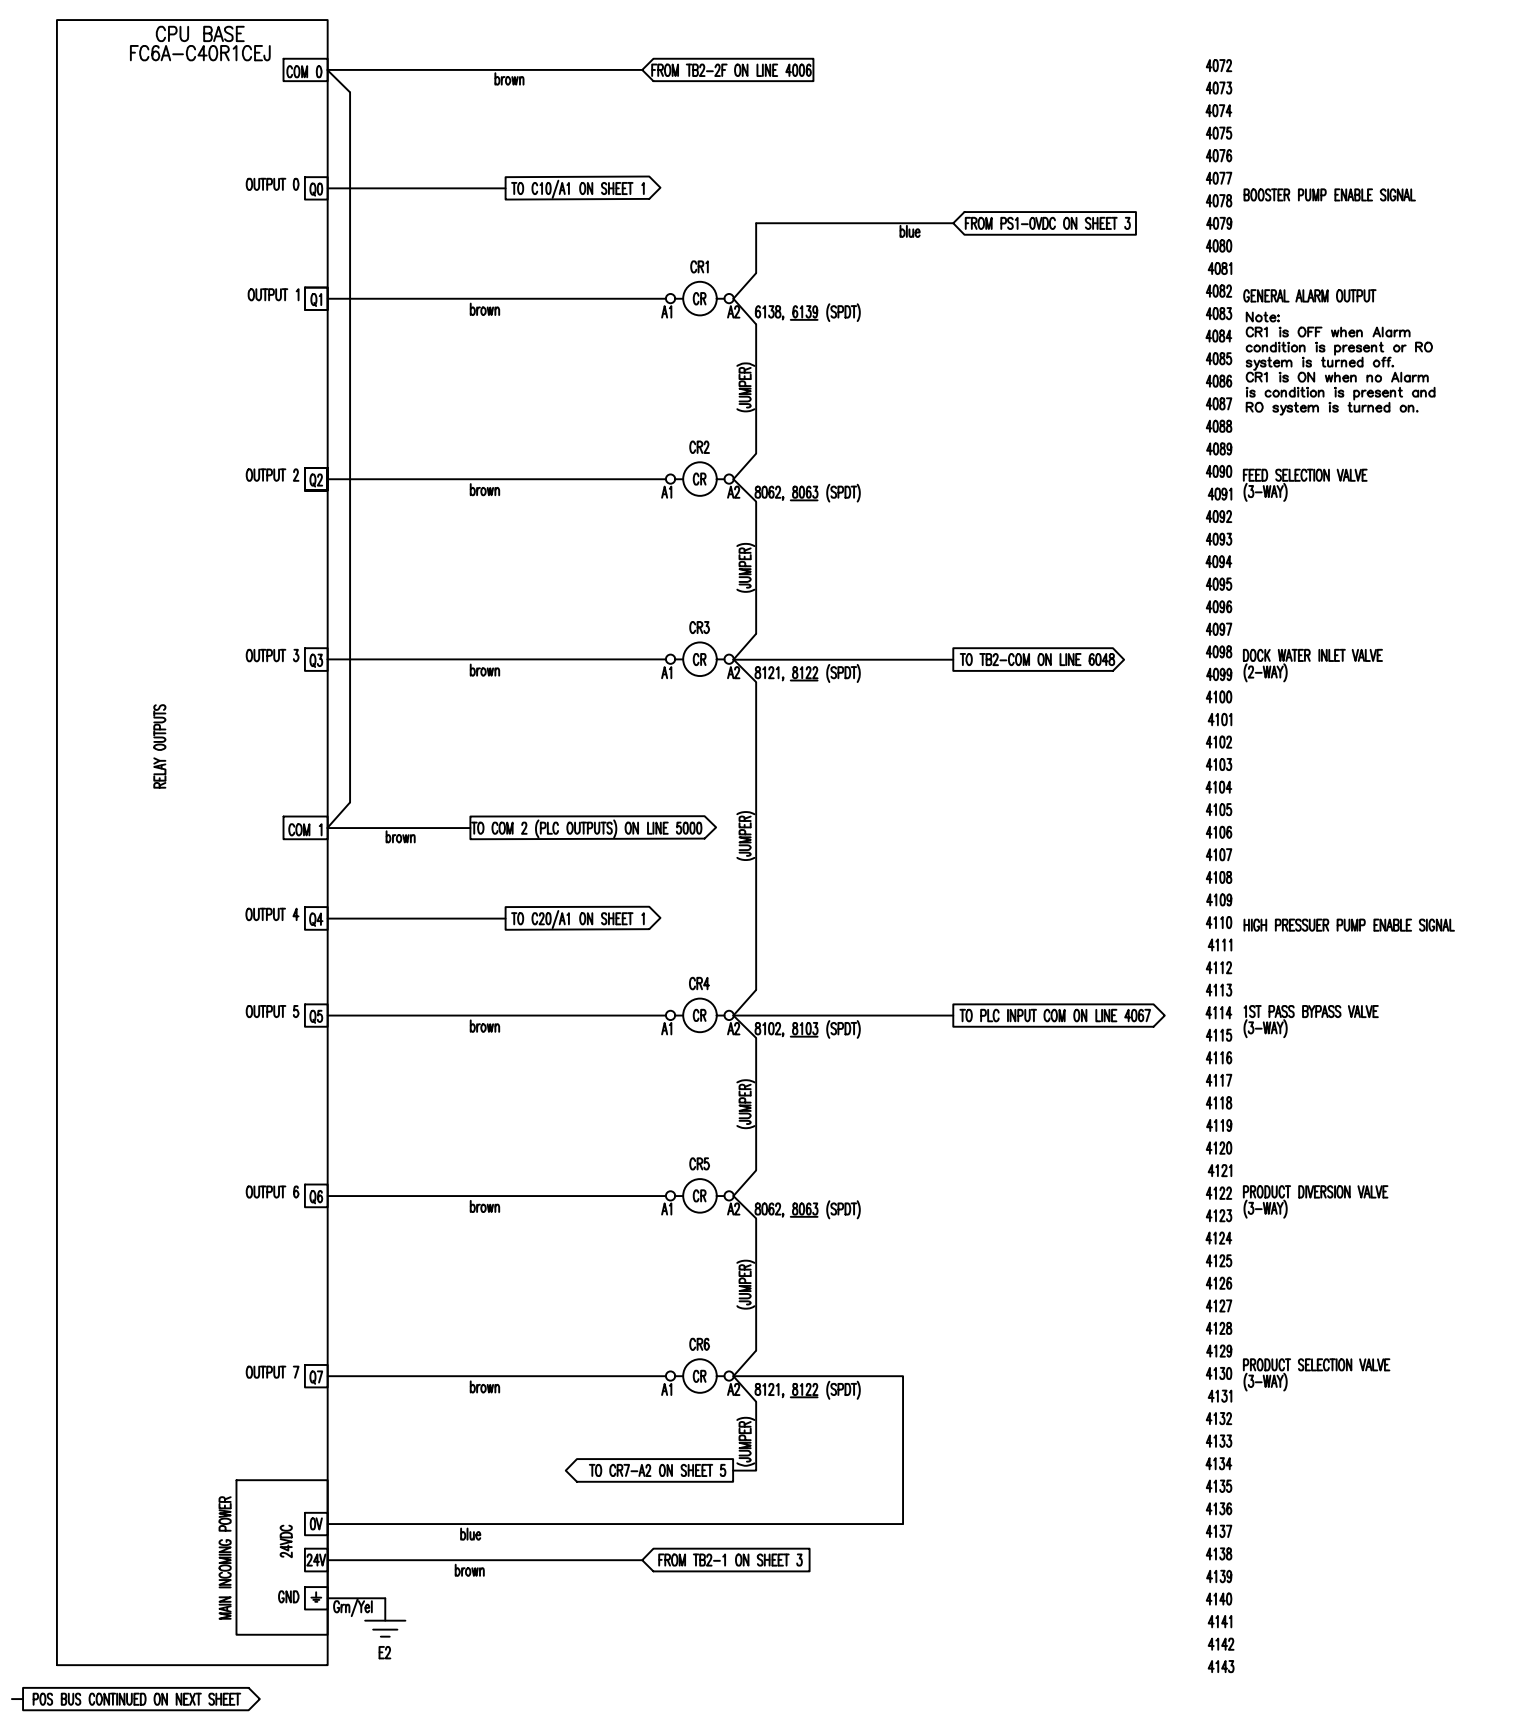 CPU BASE
FC6A-C40R1CEJ
COM 0
brown
FROM TB2-2F ON LINE 4006
OUTPUT 0
Q0
TO C10/A1 ON SHEET 1
blue
FROM PS1-0VDC ON SHEET 3
OUTPUT 1
Q1
brown
CR1
A1
CR
A2
6138, 6139 (SPDT)
(JUMPER)
OUTPUT 2
Q2
brown
CR2
A1
CR
A2
8062, 8063 (SPDT)
(JUMPER)
OUTPUT 3
Q3
brown
CR3
A1
CR
A2
8121, 8122 (SPDT)
TO TB2-COM ON LINE 6048
RELAY OUTPUTS
(JUMPER)
COM 1
brown
TO COM 2 (PLC OUTPUTS) ON LINE 5000
OUTPUT 4
Q4
TO C20/A1 ON SHEET 1
OUTPUT 5
Q5
brown
CR4
A1
CR
A2
8102, 8103 (SPDT)
TO PLC INPUT COM ON LINE 4067
(JUMPER)
OUTPUT 6
Q6
brown
CR5
A1
CR
A2
8062, 8063 (SPDT)
(JUMPER)
OUTPUT 7
Q7
brown
CR6
A1
CR
A2
8121, 8122 (SPDT)
(JUMPER)
TO CR7-A2 ON SHEET 5
MAIN INCOMING POWER
24VDC
0V
blue
24V
brown
FROM TB2-1 ON SHEET 3
GND
Grn/Yel
E2
POS BUS CONTINUED ON NEXT SHEET
4072
4073
4074
4075
4076
4077
4078 BOOSTER PUMP ENABLE SIGNAL
4079
4080
4081
4082 GENERAL ALARM OUTPUT
4083 Note:
4084 CR1 is OFF when Alarm
condition is present or RO
4085 system is turned off.
4086 CR1 is ON when no Alarm
is condition is present and
4087 RO system is turned on.
4088
4089
4090 FEED SELECTION VALVE
4091 (3-WAY)
4092
4093
4094
4095
4096
4097
4098 DOCK WATER INLET VALVE
4099 (2-WAY)
4100
4101
4102
4103
4104
4105
4106
4107
4108
4109
4110 HIGH PRESSUER PUMP ENABLE SIGNAL
4111
4112
4113
4114 1ST PASS BYPASS VALVE
4115 (3-WAY)
4116
4117
4118
4119
4120
4121
4122 PRODUCT DIVERSION VALVE
4123 (3-WAY)
4124
4125
4126
4127
4128
4129
4130 PRODUCT SELECTION VALVE
(3-WAY)
4131
4132
4133
4134
4135
4136
4137
4138
4139
4140
4141
4142
4143